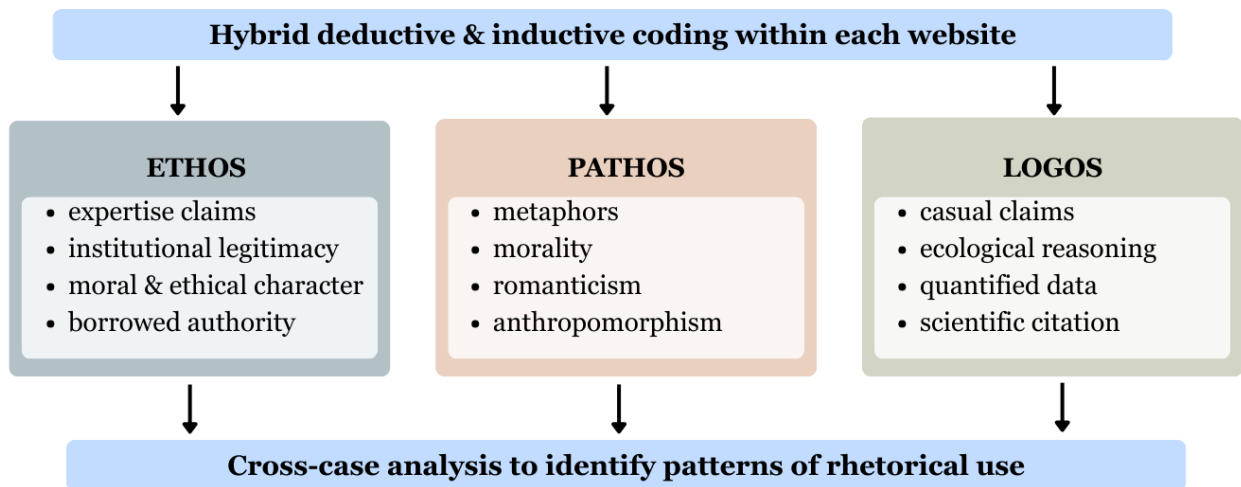 Hybrid deductive & inductive coding within each website
ETHOS
• expertise claims
• institutional legitimacy
• moral & ethical character
• borrowed authority
PATHOS
• metaphors
• morality
• romanticism
• anthropomorphism
LOGOS
• casual claims
• ecological reasoning
• quantified data
• scientific citation
Cross-case analysis to identify patterns of rhetorical use